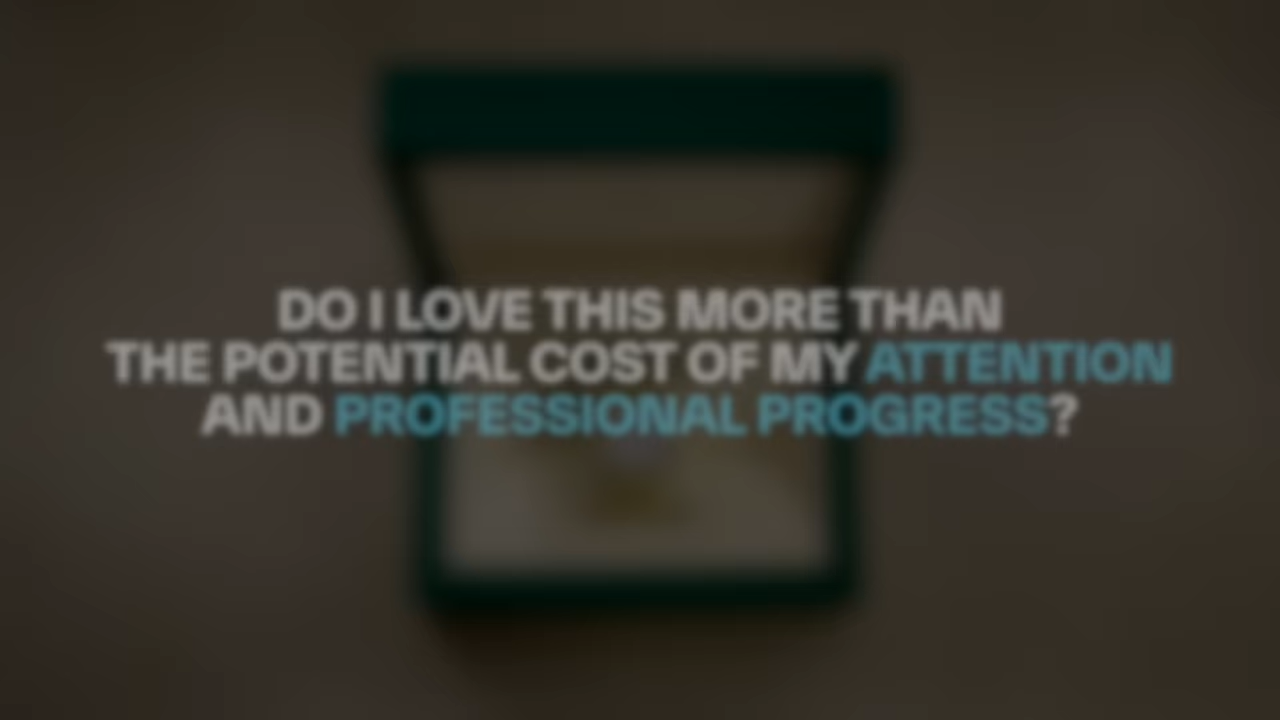 DO I LOVE THIS MORE THAN
THE POTENTIAL COST OF MY ATTENTION
AND PROFESSIONAL PROGRESS?